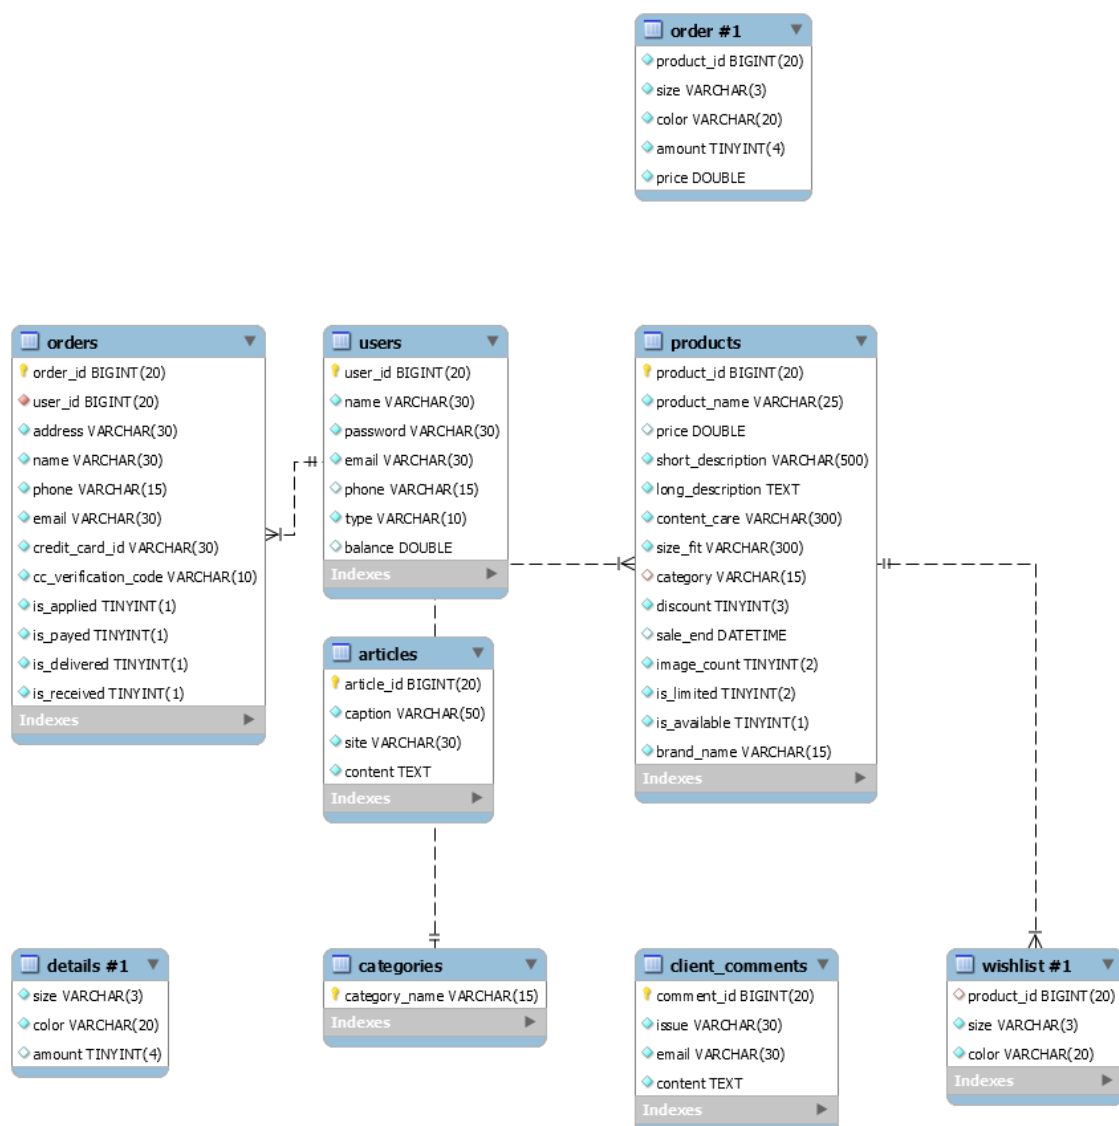 order #1
product_id BIGINT(20)
size VARCHAR(3)
color VARCHAR(20)
amount TINYINT(4)
price DOUBLE
orders
order_id BIGINT(20)
user_id BIGINT(20)
address VARCHAR(30)
name VARCHAR(30)
phone VARCHAR(15)
email VARCHAR(30)
credit_card_id VARCHAR(30)
cc_verification_code VARCHAR(10)
is_applied TINYINT(1)
is_payed TINYINT(1)
is_delivered TINYINT(1)
is_received TINYINT(1)
Indexes
users
user_id BIGINT(20)
name VARCHAR(30)
password VARCHAR(30)
email VARCHAR(30)
phone VARCHAR(15)
type VARCHAR(10)
balance DOUBLE
Indexes
articles
article_id BIGINT(20)
caption VARCHAR(50)
site VARCHAR(30)
content TEXT
Indexes
products
product_id BIGINT(20)
product_name VARCHAR(25)
price DOUBLE
short_description VARCHAR(500)
long_description TEXT
content_care VARCHAR(300)
size_fit VARCHAR(300)
category VARCHAR(15)
discount TINYINT(3)
sale_end DATETIME
image_count TINYINT(2)
is_limited TINYINT(2)
is_available TINYINT(1)
brand_name VARCHAR(15)
Indexes
details #1
size VARCHAR(3)
color VARCHAR(20)
amount TINYINT(4)
categories
category_name VARCHAR(15)
Indexes
client_comments
comment_id BIGINT(20)
issue VARCHAR(30)
email VARCHAR(30)
content TEXT
Indexes
wishlist #1
product_id BIGINT(20)
size VARCHAR(3)
color VARCHAR(20)
Indexes